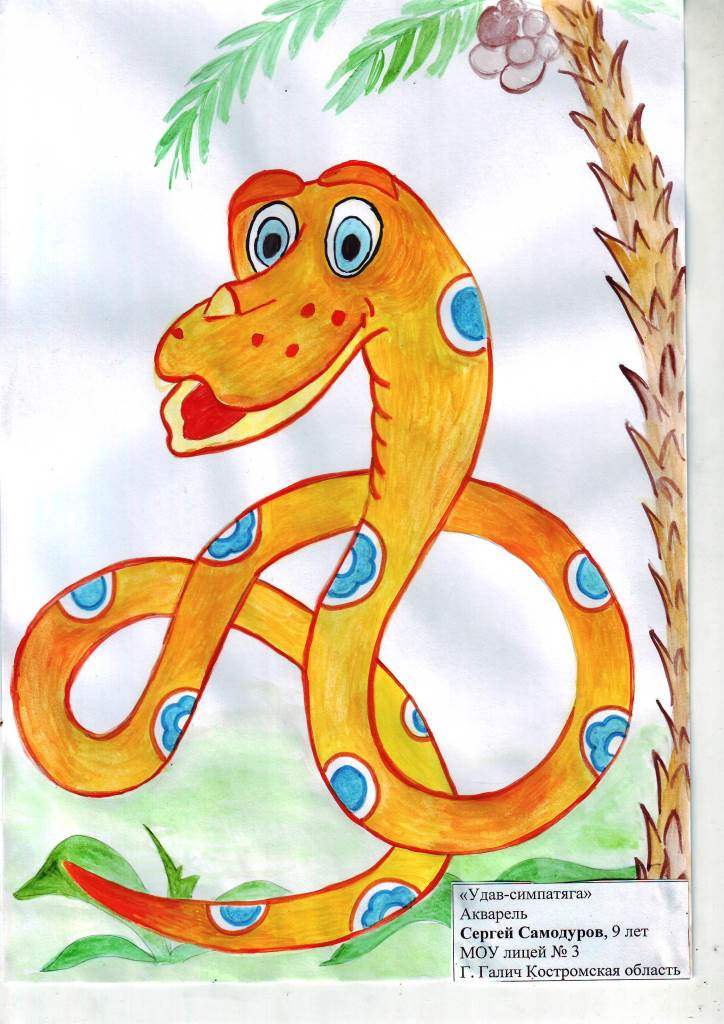 «Удав-симпатяга»
Акварель
Сергей Самодуров, 9 лет
МОУ лицей № 3
Г. Галич Костромская область